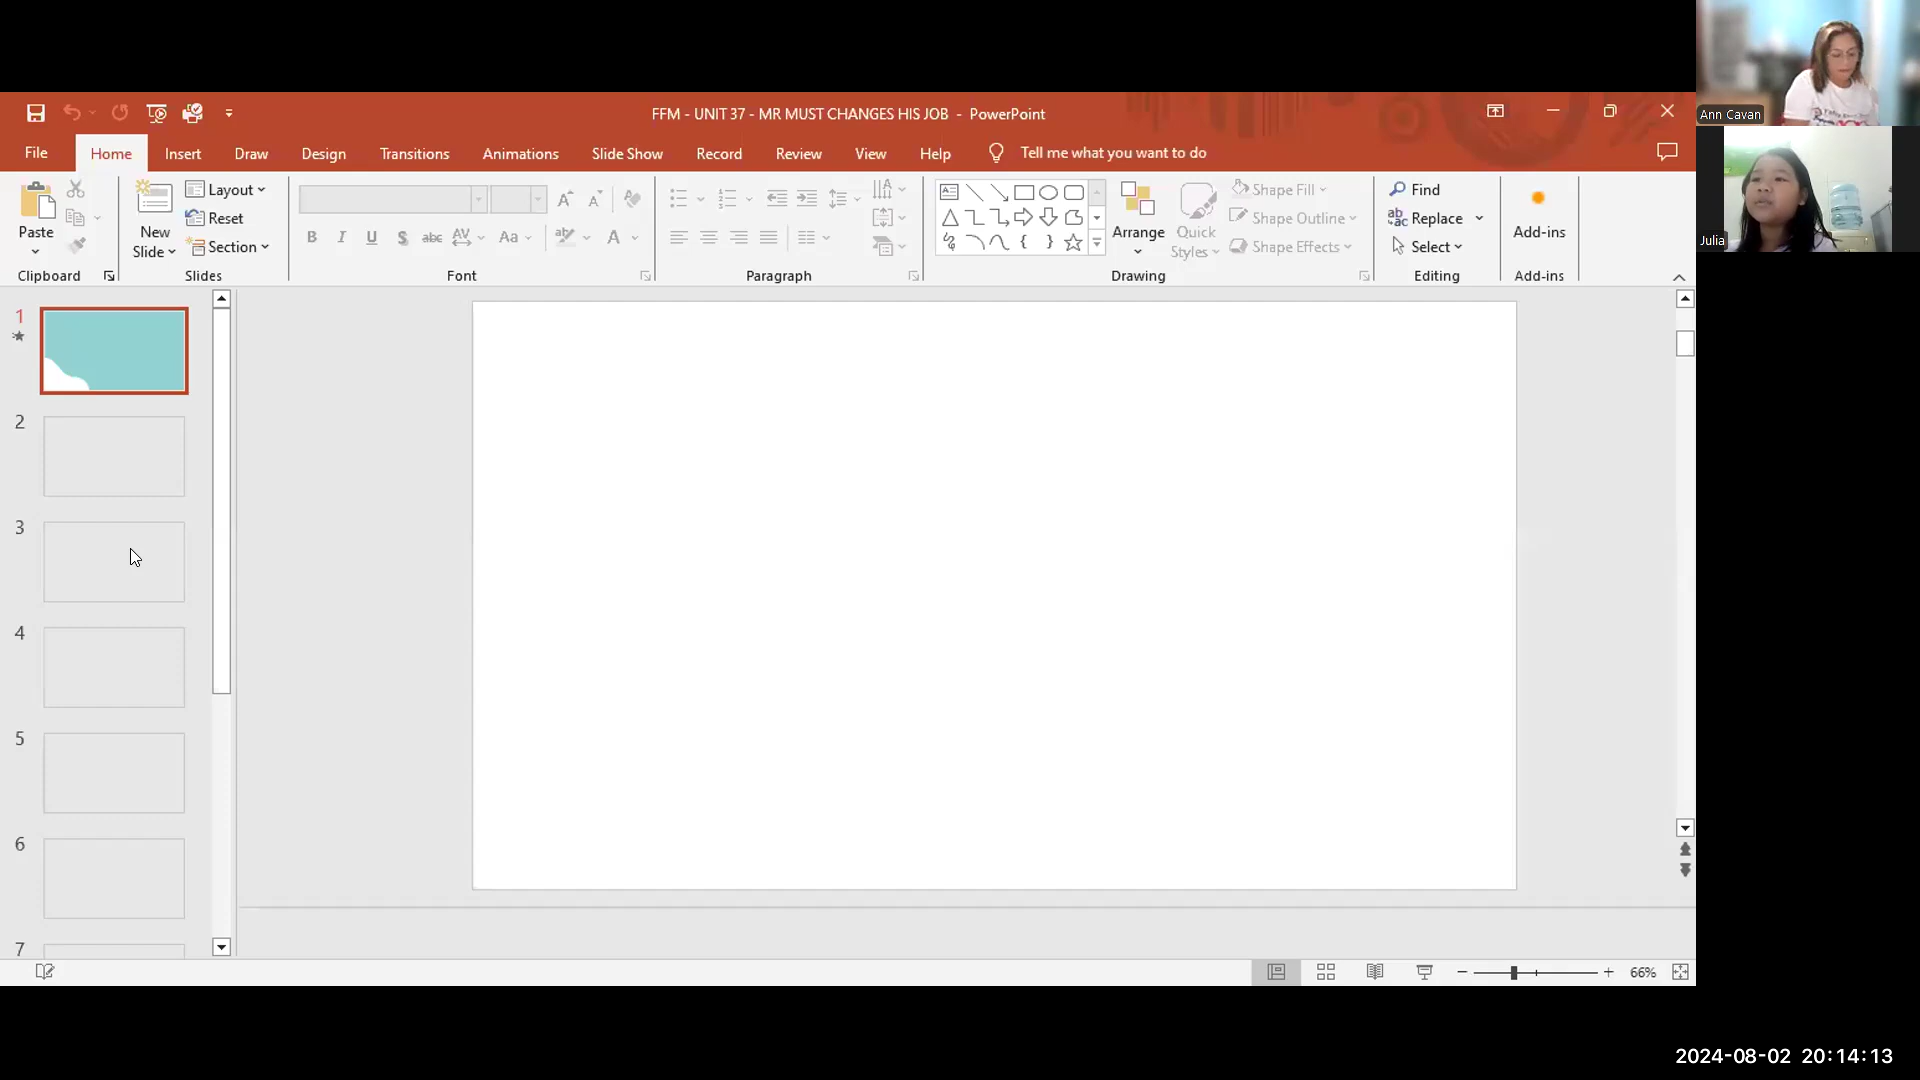 FFM - UNIT 37 - MR MUST CHANGES HIS JOB - PowerPoint
File Home Insert Draw Design Transitions Animations Slide Show Record Review View Help Tell me what you want to do
Paste
New
Slide
Layout
Reset
Section
B I U S abc AV Aa A
Arrange
Quick
Styles
Shape Fill
Shape Outline
Shape Effects
Find
Replace
Select
Add-ins
Clipboard Slides Font Paragraph Drawing Editing Add-ins
1
2
3
4
5
6
7
66%
Ann Cavan
Julia
2024-08-02 20:14:13